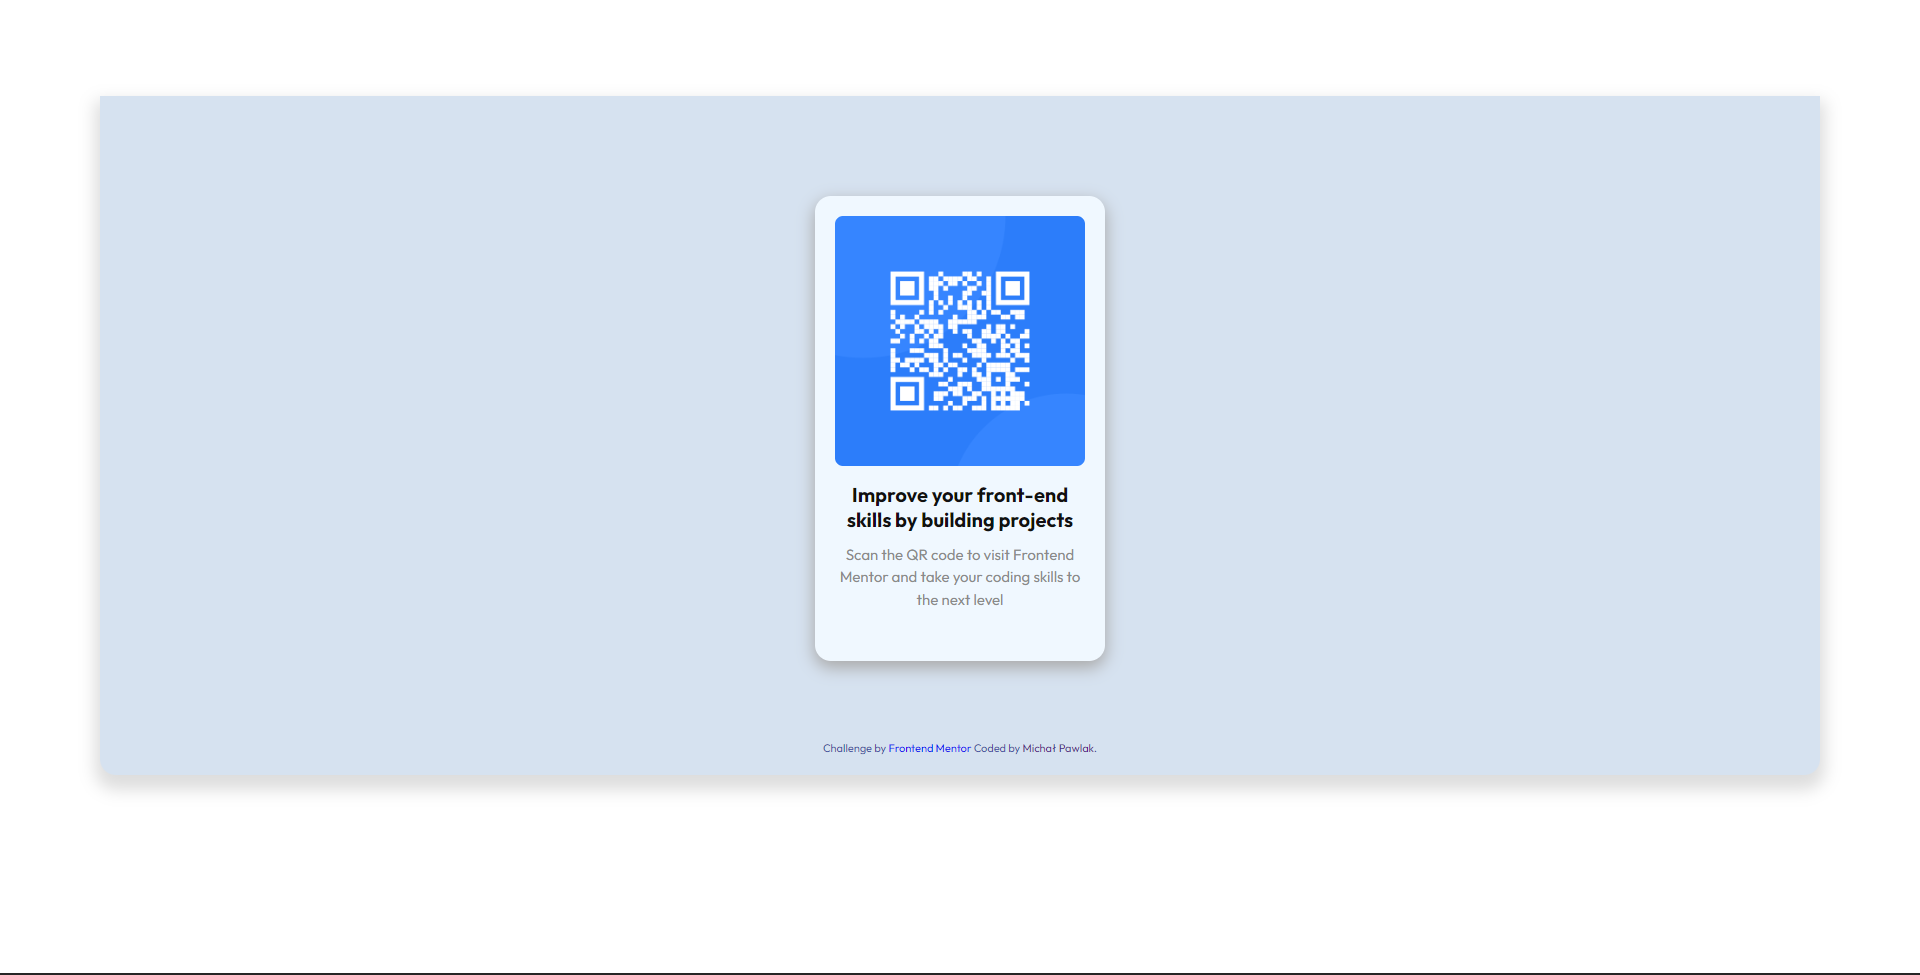 Improve your front-end
skills by building projects
Scan the QR code to visit Frontend
Mentor and take your coding skills to
the next level
Challenge by Frontend Mentor Coded by Michał Pawlak.